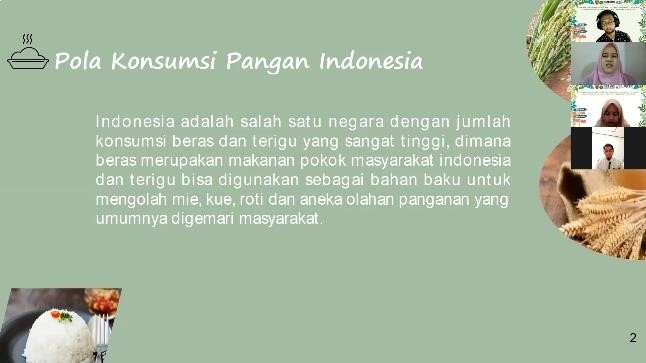 Pola Konsumsi Pangan Indonesia
Indonesia adalah salah satu negara dengan jumlah
konsumsi beras dan terigu yang sangat tinggi, dimana
beras merupakan makanan pokok masyarakat indonesia
dan terigu bisa digunakan sebagai bahan baku untuk
mengolah mie, kue, roti dan aneka olahan panganan yang
umumnya digemari masyarakat.
2